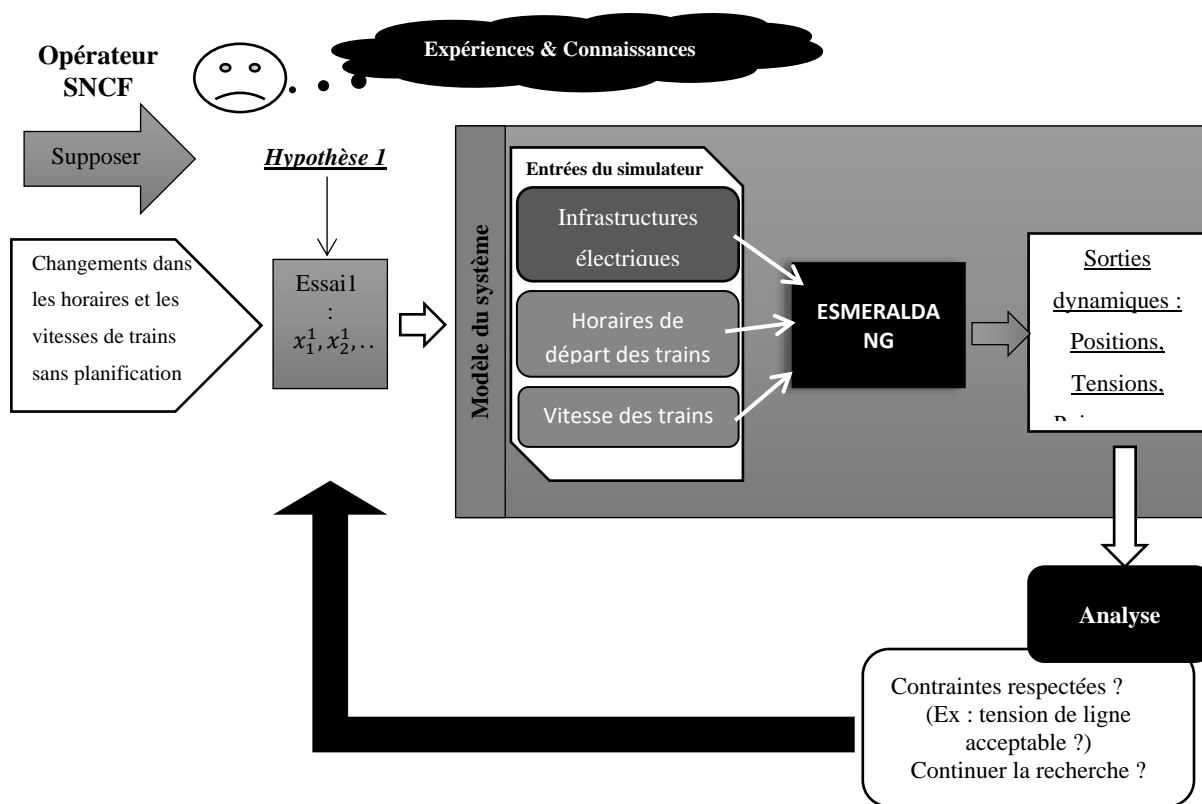 Opérateur
SNCF
Expériences & Connaissances
Supposer
Hypothèse 1
Changements dans
les horaires et les
vitesses de trains
sans planification
Essai1
:
𝑥₁¹, 𝑥₂¹, . .
Modèle du système
Entrées du simulateur
Infrastructures
électriques
Horaires de
départ des trains
Vitesse des trains
ESMERALDA
NG
Sorties
dynamiques :
Positions,
Tensions,
Analyse
Contraintes respectées ?
(Ex : tension de ligne
acceptable ?)
Continuer la recherche ?